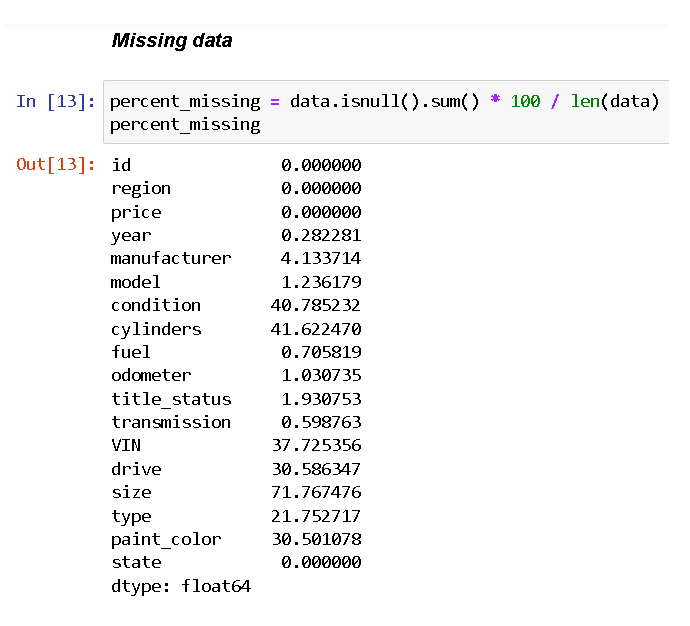 Missing data
In [13]: percent_missing = data.isnull().sum() * 100 / len(data)
percent_missing
Out[13]: id 0.000000
region 0.000000
price 0.000000
year 0.282281
manufacturer 4.133714
model 1.236179
condition 40.785232
cylinders 41.622470
fuel 0.705819
odometer 1.030735
title_status 1.930753
transmission 0.598763
VIN 37.725356
drive 30.586347
size 71.767476
type 21.752717
paint_color 30.501078
state 0.000000
dtype: float64